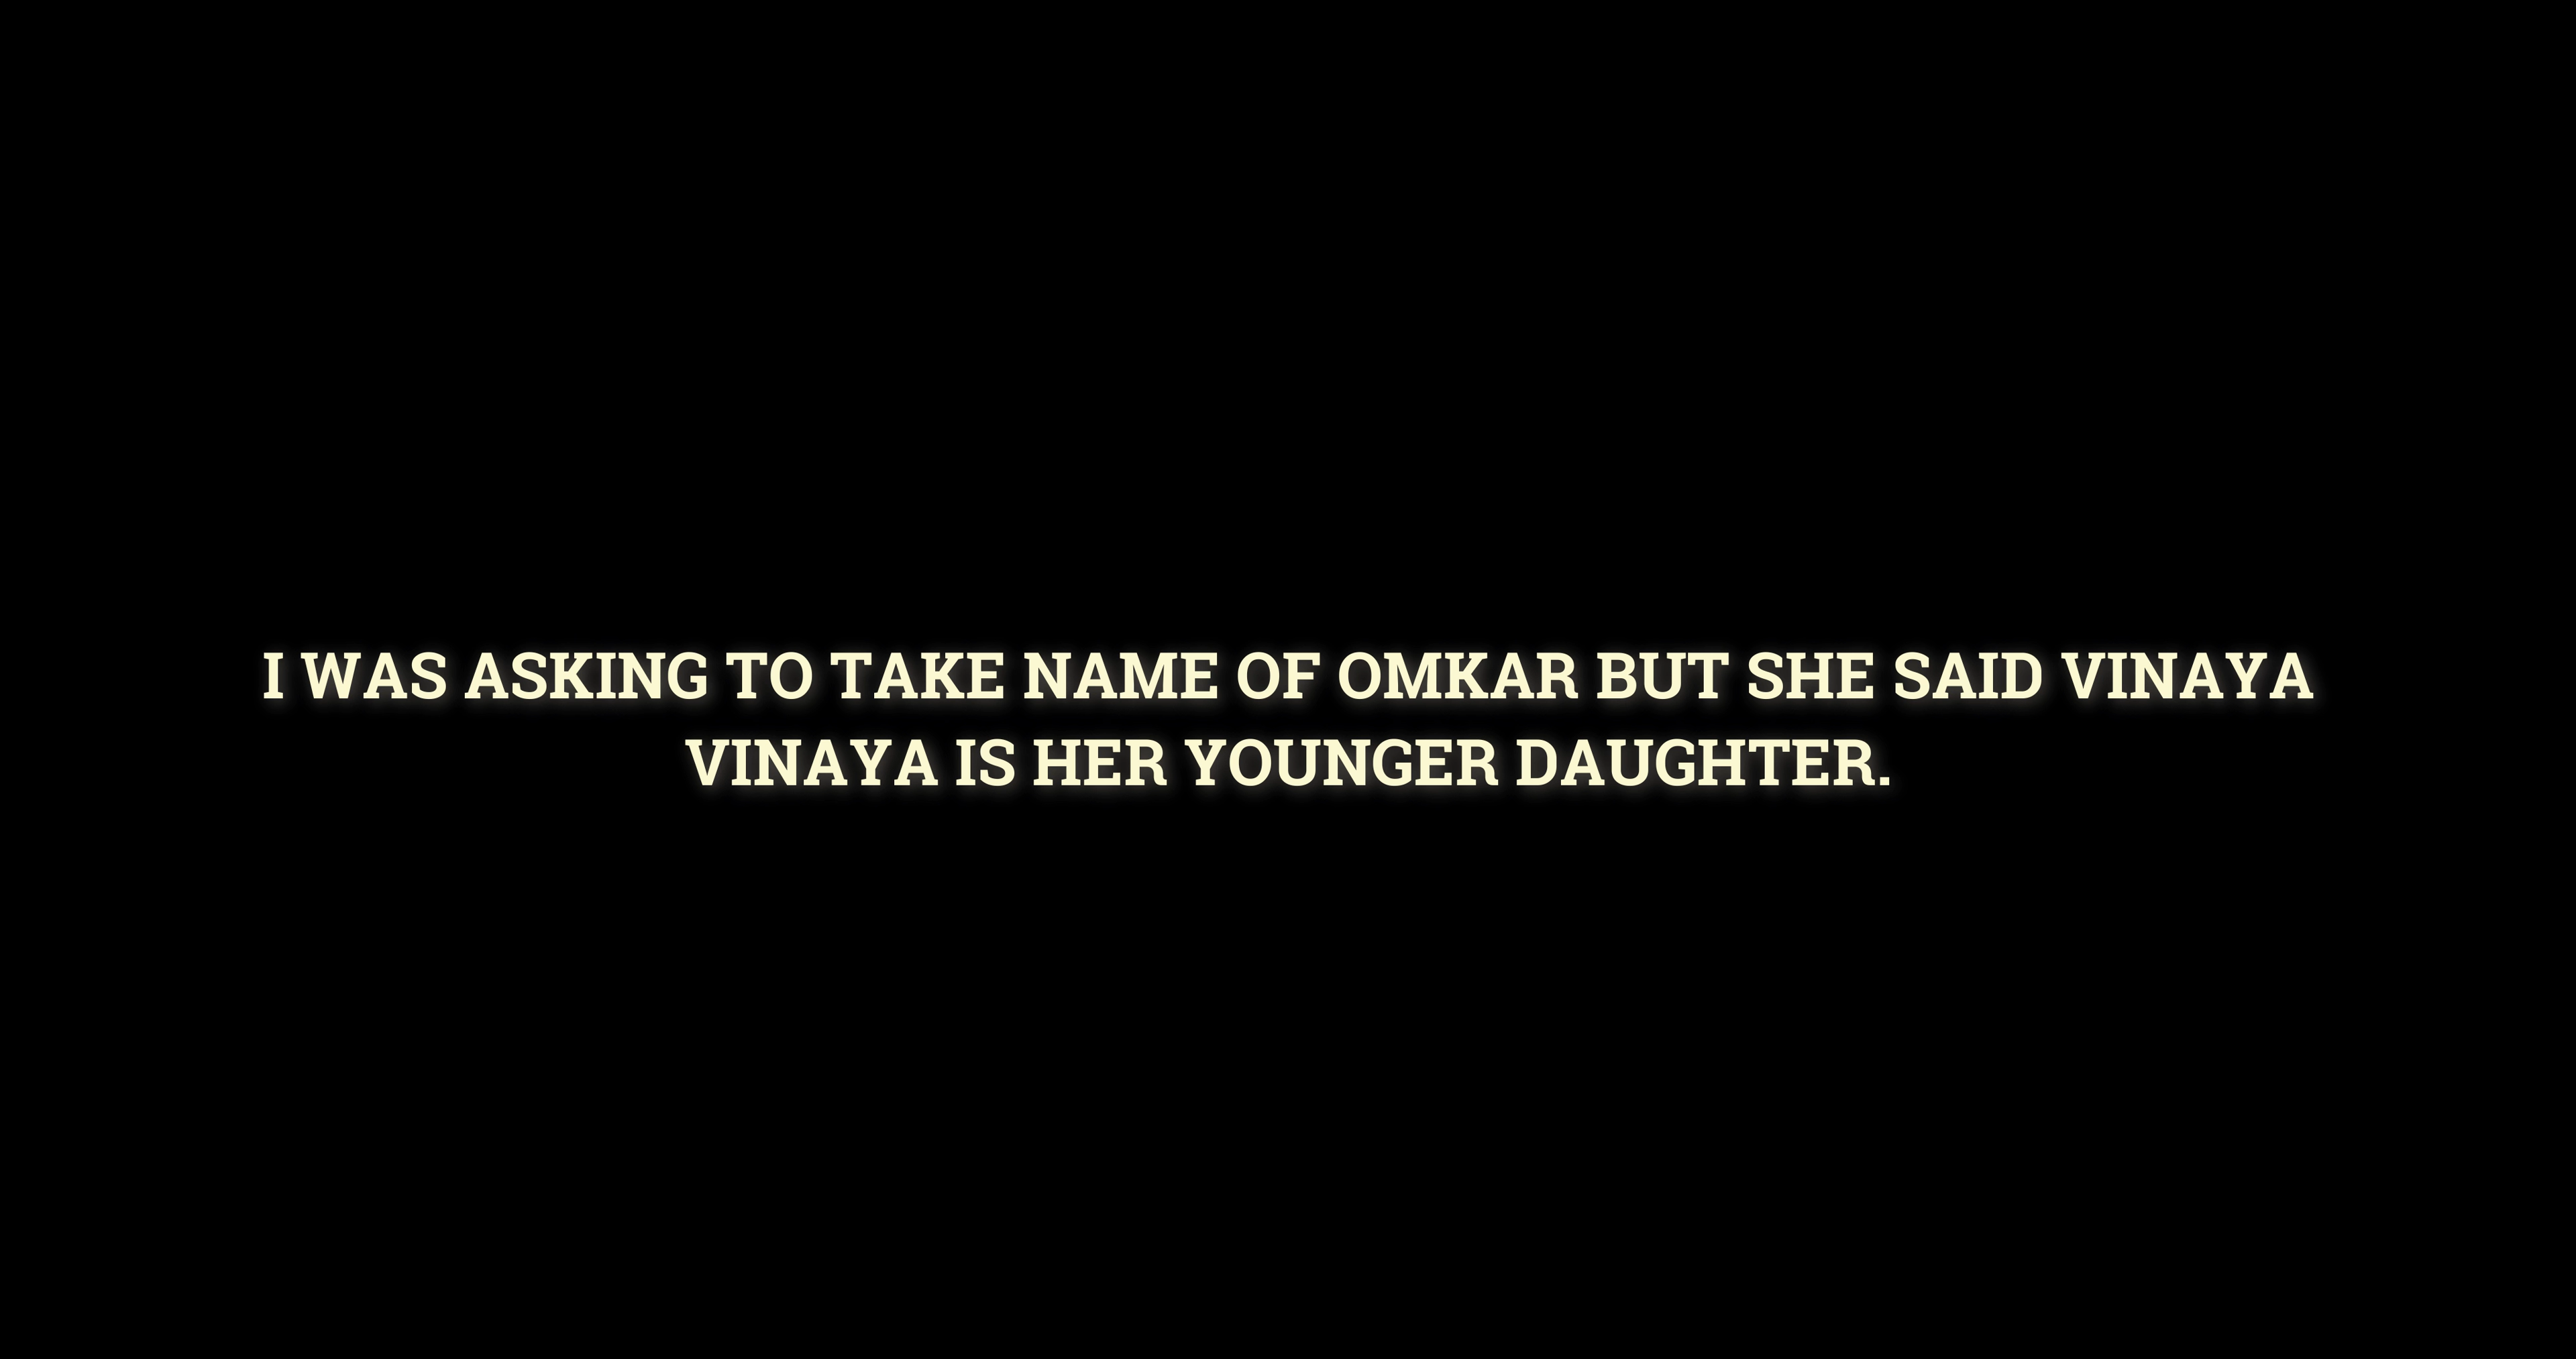 I WAS ASKING TO TAKE NAME OF OMKAR BUT SHE SAID VINAYA
VINAYA IS HER YOUNGER DAUGHTER.